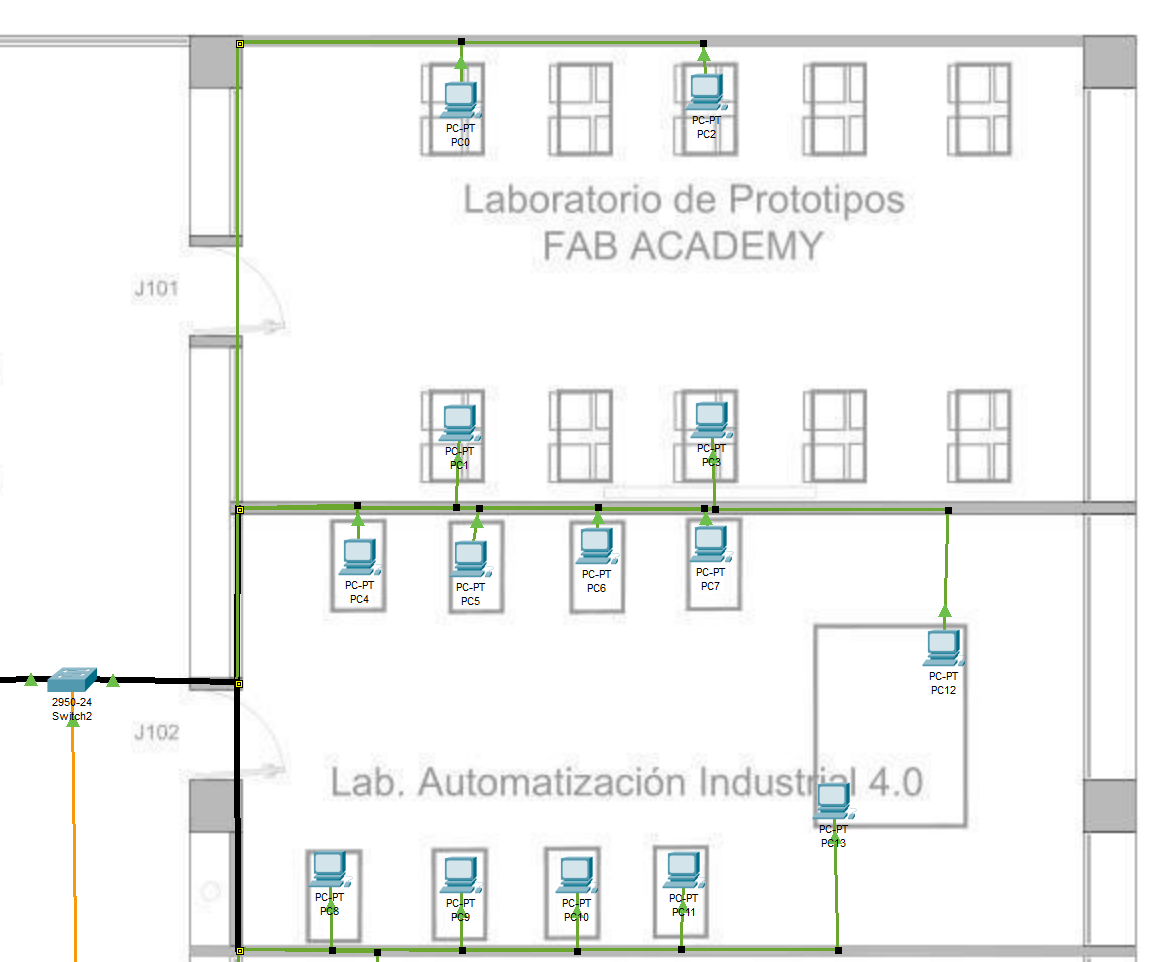 PC-PT
PC0
PC-PT
PC2
Laboratorio de Prototipos
FAB ACADEMY
J101
PC-PT
PC1
PC-PT
PC3
PC-PT
PC4
PC-PT
PC5
PC-PT
PC6
PC-PT
PC7
PC-PT
PC12
2950-24
Switch2
J102
Lab. Automatización Industrial 4.0
PC-PT
PC13
PC-PT
PC8
PC-PT
PC9
PC-PT
PC10
PC-PT
PC11